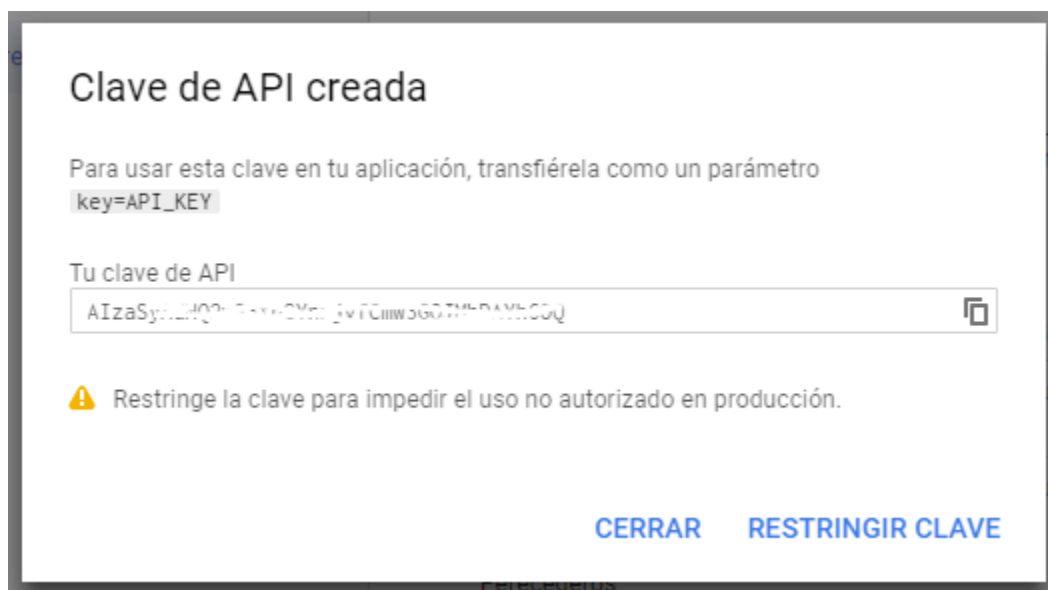 Clave de API creada
Para usar esta clave en tu aplicación, transfiérela como un parámetro
key=API_KEY
Tu clave de API
Restringe la clave para impedir el uso no autorizado en producción.
CERRAR RESTRINGIR CLAVE